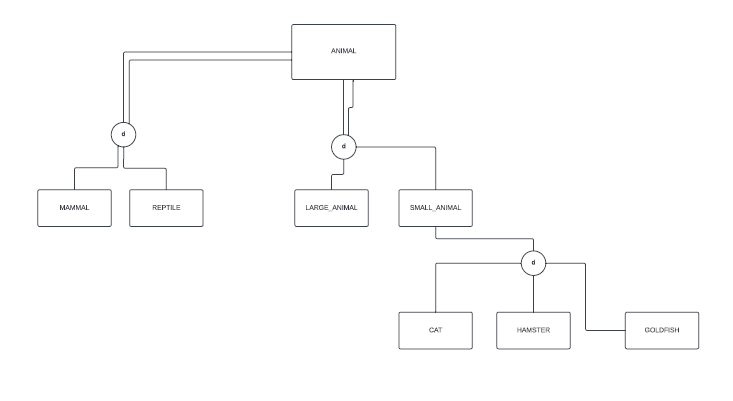 ANIMAL
d
d
MAMMAL
REPTILE
LARGE_ANIMAL
SMALL_ANIMAL
d
CAT
HAMSTER
GOLDFISH